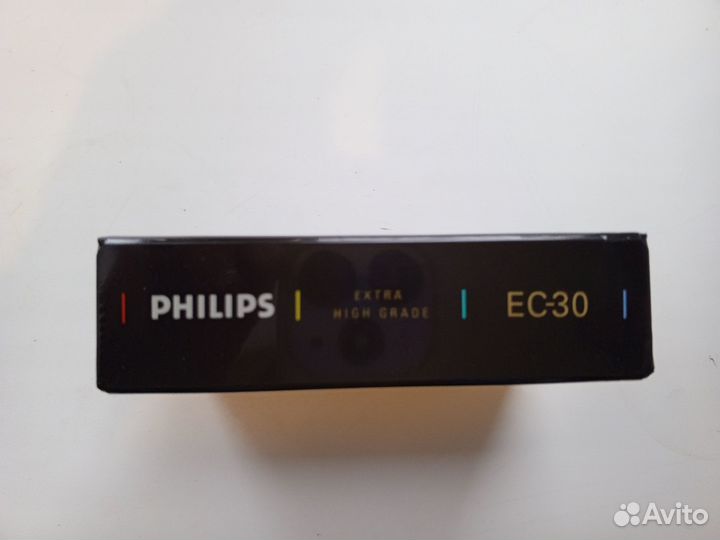 PHILIPS
EXTRA
HIGH GRADE
EC-30
Avito